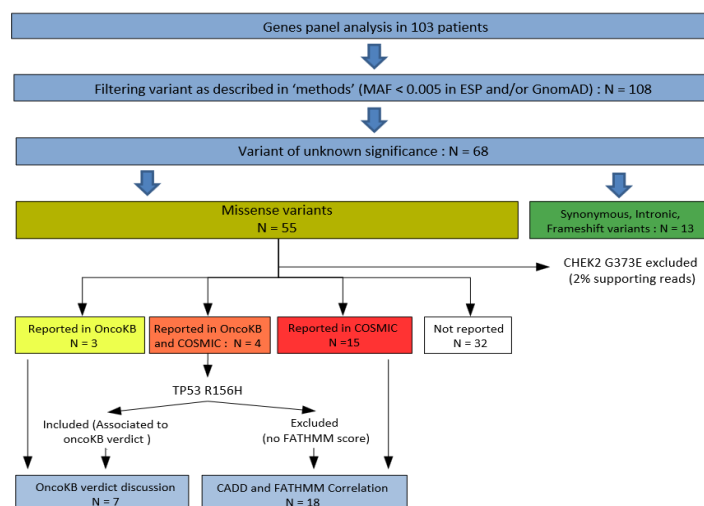 Genes panel analysis in 103 patients
Filtering variant as described in ‘methods’ (MAF < 0.005 in ESP and/or GnomAD) : N = 108
Variant of unknown significance : N = 68
Missense variants
N = 55
Synonymous, Intronic,
Frameshift variants : N = 13
CHEK2 G373E excluded
(2% supporting reads)
Reported in OncoKB
N = 3
Reported in OncoKB
and COSMIC : N = 4
Reported in COSMIC
N =15
Not reported
N = 32
TP53 R156H
Included (Associated to
oncoKB verdict )
Excluded
(no FATHMM score)
OncoKB verdict discussion
N = 7
CADD and FATHMM Correlation
N = 18